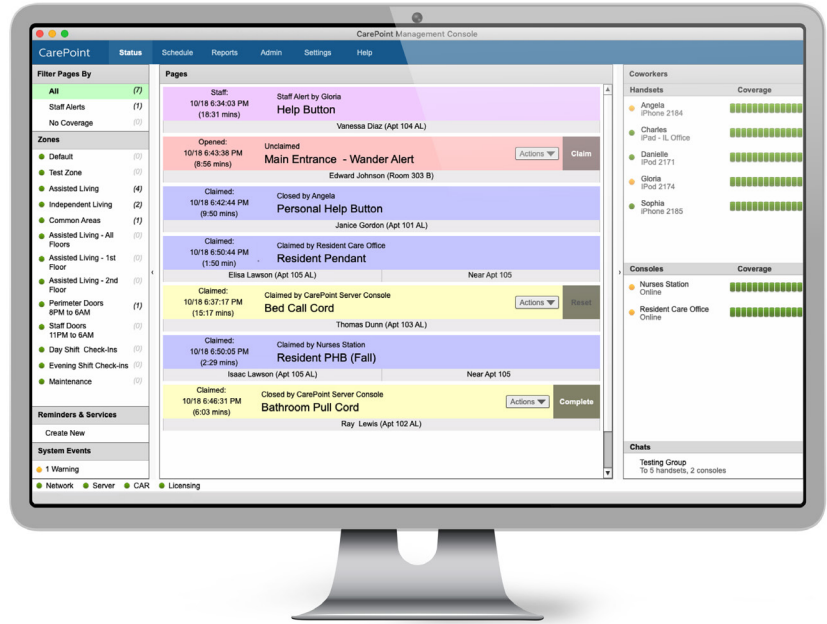 CarePoint Management Console
CarePoint Status Schedule Reports Admin Settings Help
Filter Pages By
All (7)
Staff Alerts (1)
No Coverage (0)
Zones
Default (0)
Test Zone (0)
Assisted Living (4)
Independent Living (2)
Common Areas (1)
Assisted Living - All (0)
Floors
Assisted Living - 1st (0)
Floor
Assisted Living - 2nd (0)
Floor
Perimeter Doors (1)
8PM to 6AM
Staff Doors (0)
11PM to 6AM
Day Shift Check-Ins (0)
Evening Shift Check-ins (0)
Maintenance (0)
Reminders & Services
Create New
System Events
1 Warning
Network Server CAR Licensing
Pages
Staff:
10/18 6:34:03 PM
(18:31 mins)
Staff Alert by Gloria
Help Button
Vanessa Diaz (Apt 104 AL)
Opened:
10/18 6:43:38 PM
(8:56 mins)
Unclaimed
Main Entrance - Wander Alert
Actions Claim
Edward Johnson (Room 303 B)
Claimed:
10/18 6:42:44 PM
(9:50 mins)
Closed by Angela
Personal Help Button
Janice Gordon (Apt 101 AL)
Claimed:
10/18 6:50:44 PM
(1:50 min)
Claimed by Resident Care Office
Resident Pendant
Elisa Lawson (Apt 105 AL) Near Apt 105
Claimed:
10/18 6:37:17 PM
(15:17 mins)
Claimed by CarePoint Server Console
Bed Call Cord
Actions Reset
Thomas Dunn (Apt 103 AL)
Claimed:
10/18 6:50:05 PM
(2:29 mins)
Claimed by Nurses Station
Resident PHB (Fall)
Isaac Lawson (Apt 105 AL) Near Apt 105
Claimed:
10/18 6:46:31 PM
(6:03 mins)
Closed by CarePoint Server Console
Bathroom Pull Cord
Actions Complete
Ray Lewis (Apt 102 AL)
Coworkers
Handsets Coverage
Angela
iPhone 2184
Charles
iPad - IL Office
Danielle
iPod 2171
Gloria
iPod 2174
Sophia
iPhone 2185
Consoles Coverage
Nurses Station
Online
Resident Care Office
Online
Chats
Testing Group
To 5 handsets, 2 consoles